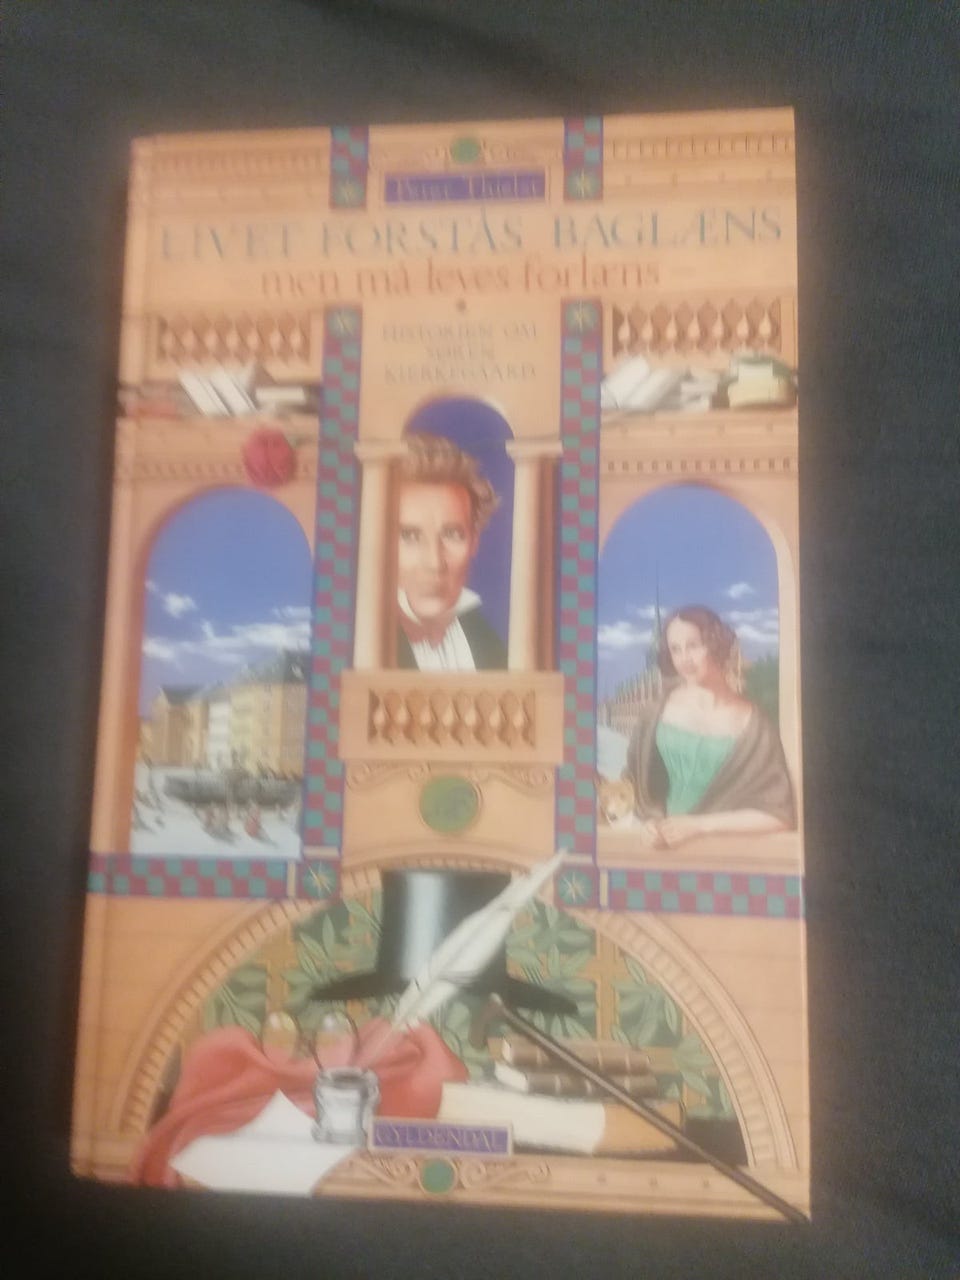 Peter Thielst
LIVET FORSTÅS BAGLÆNS
– men må leves forlæns –
HISTORIEN OM
SØREN
KIERKEGAARD
GYLDENDAL